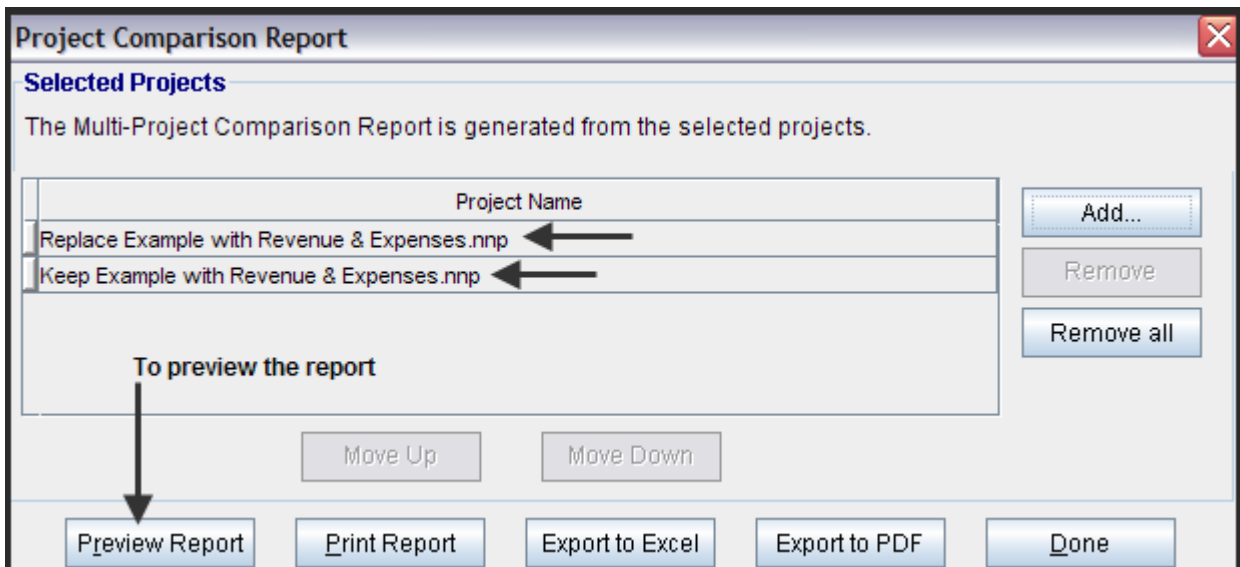 Project Comparison Report
Selected Projects
The Multi-Project Comparison Report is generated from the selected projects.
Project Name
Replace Example with Revenue & Expenses.nnp
Keep Example with Revenue & Expenses.nnp
Add...
Remove
Remove all
To preview the report
Move Up Move Down
Preview Report Print Report Export to Excel Export to PDF Done